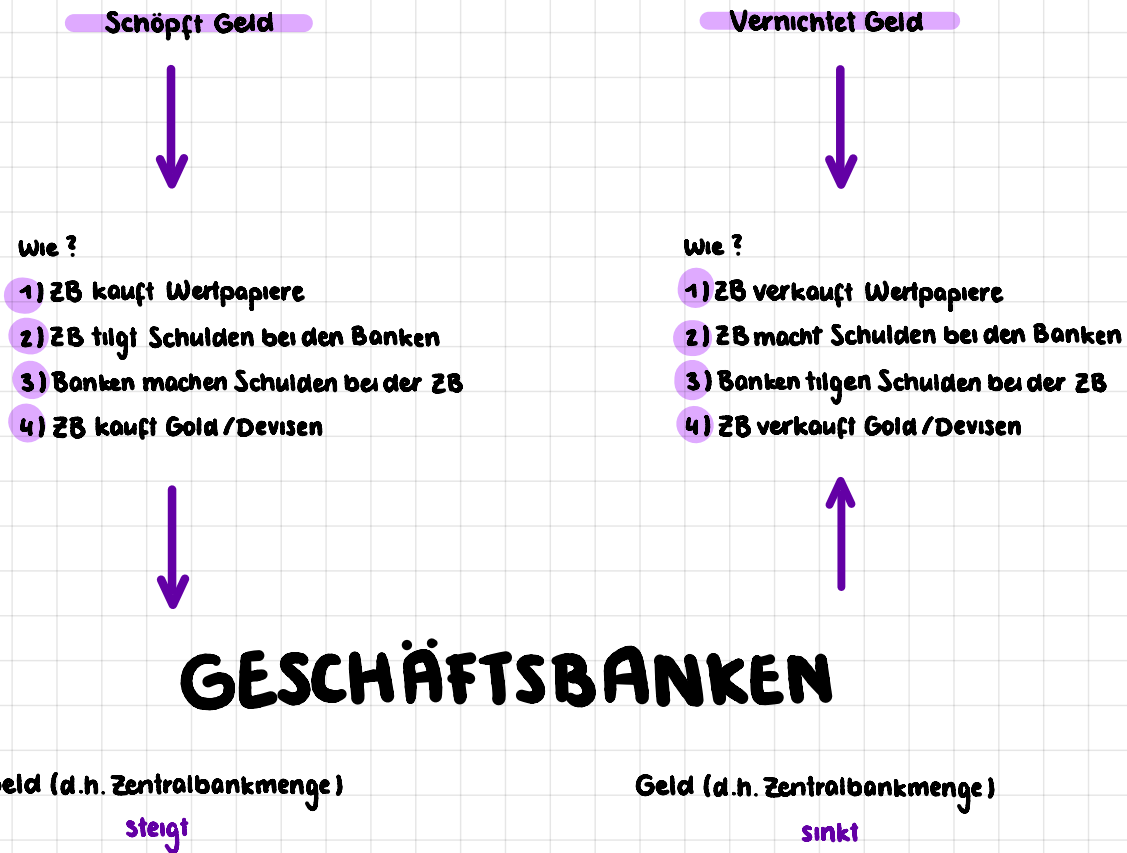 Schöpft Geld
Wie?
1) ZB kauft Wertpapiere
2) ZB tilgt Schulden bei den Banken
3) Banken machen Schulden bei der ZB
4) ZB kauft Gold/Devisen
Vernichtet Geld
Wie?
1) ZB verkauft Wertpapiere
2) ZB macht Schulden bei den Banken
3) Banken tilgen Schulden bei der ZB
4) ZB verkauft Gold/Devisen
GESCHÄFTSBANKEN
eld (d.h. Zentralbankmenge)
steigt
Geld (d.h. Zentralbankmenge)
sinkt